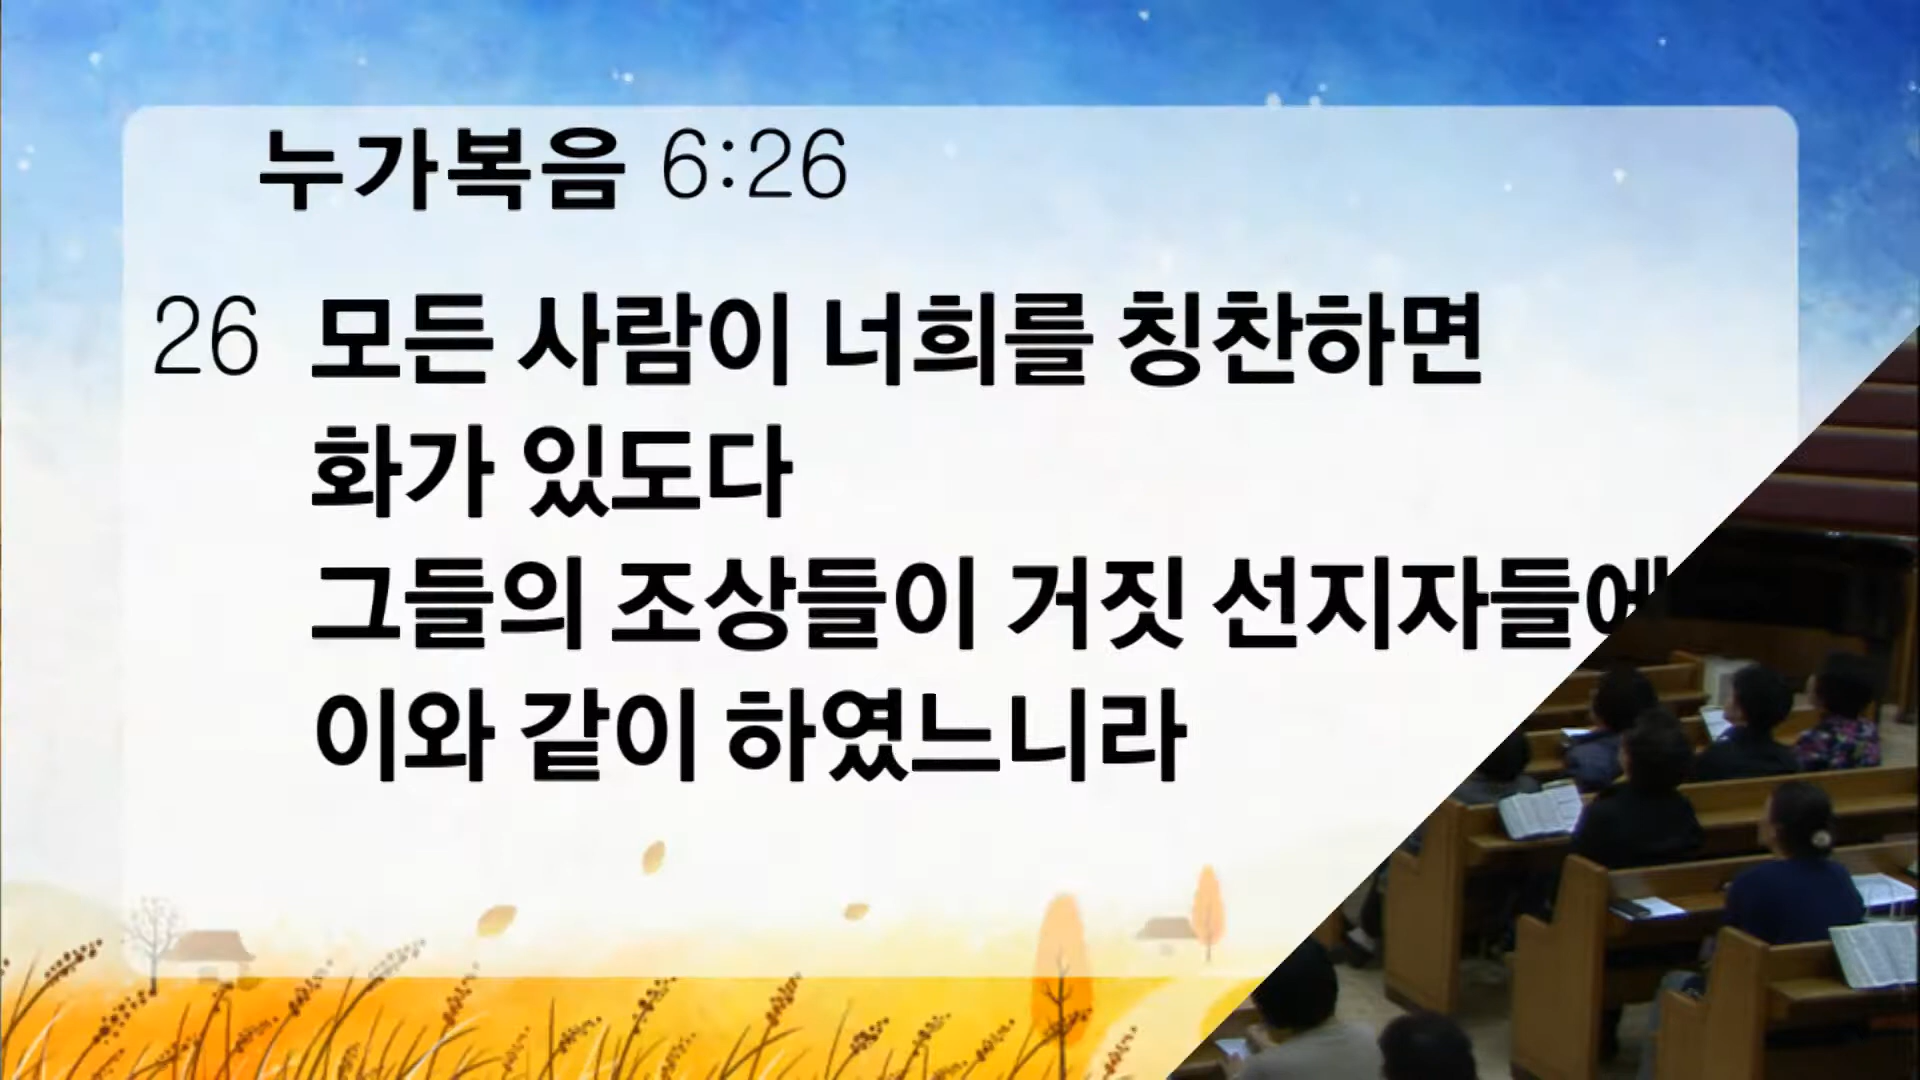 누가복음 6:26
26 모든 사람이 너희를 칭찬하면
화가 있도다
그들의 조상들이 거짓 선지자들에
이와 같이 하였느니라